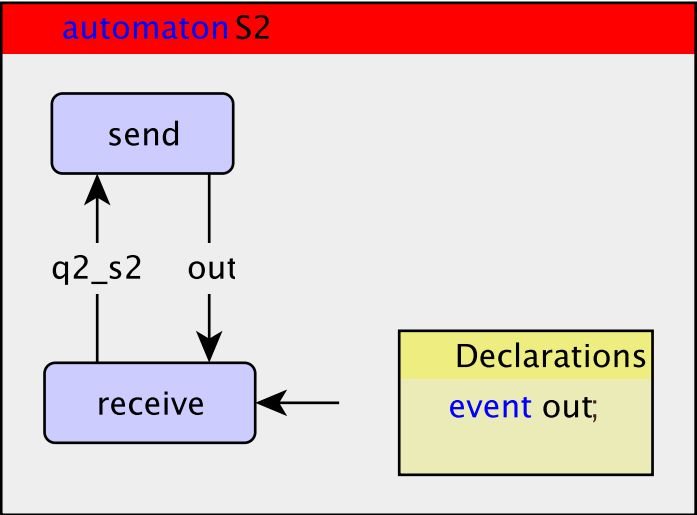 automaton S2
send
q2_s2 out
receive
Declarations
event out;